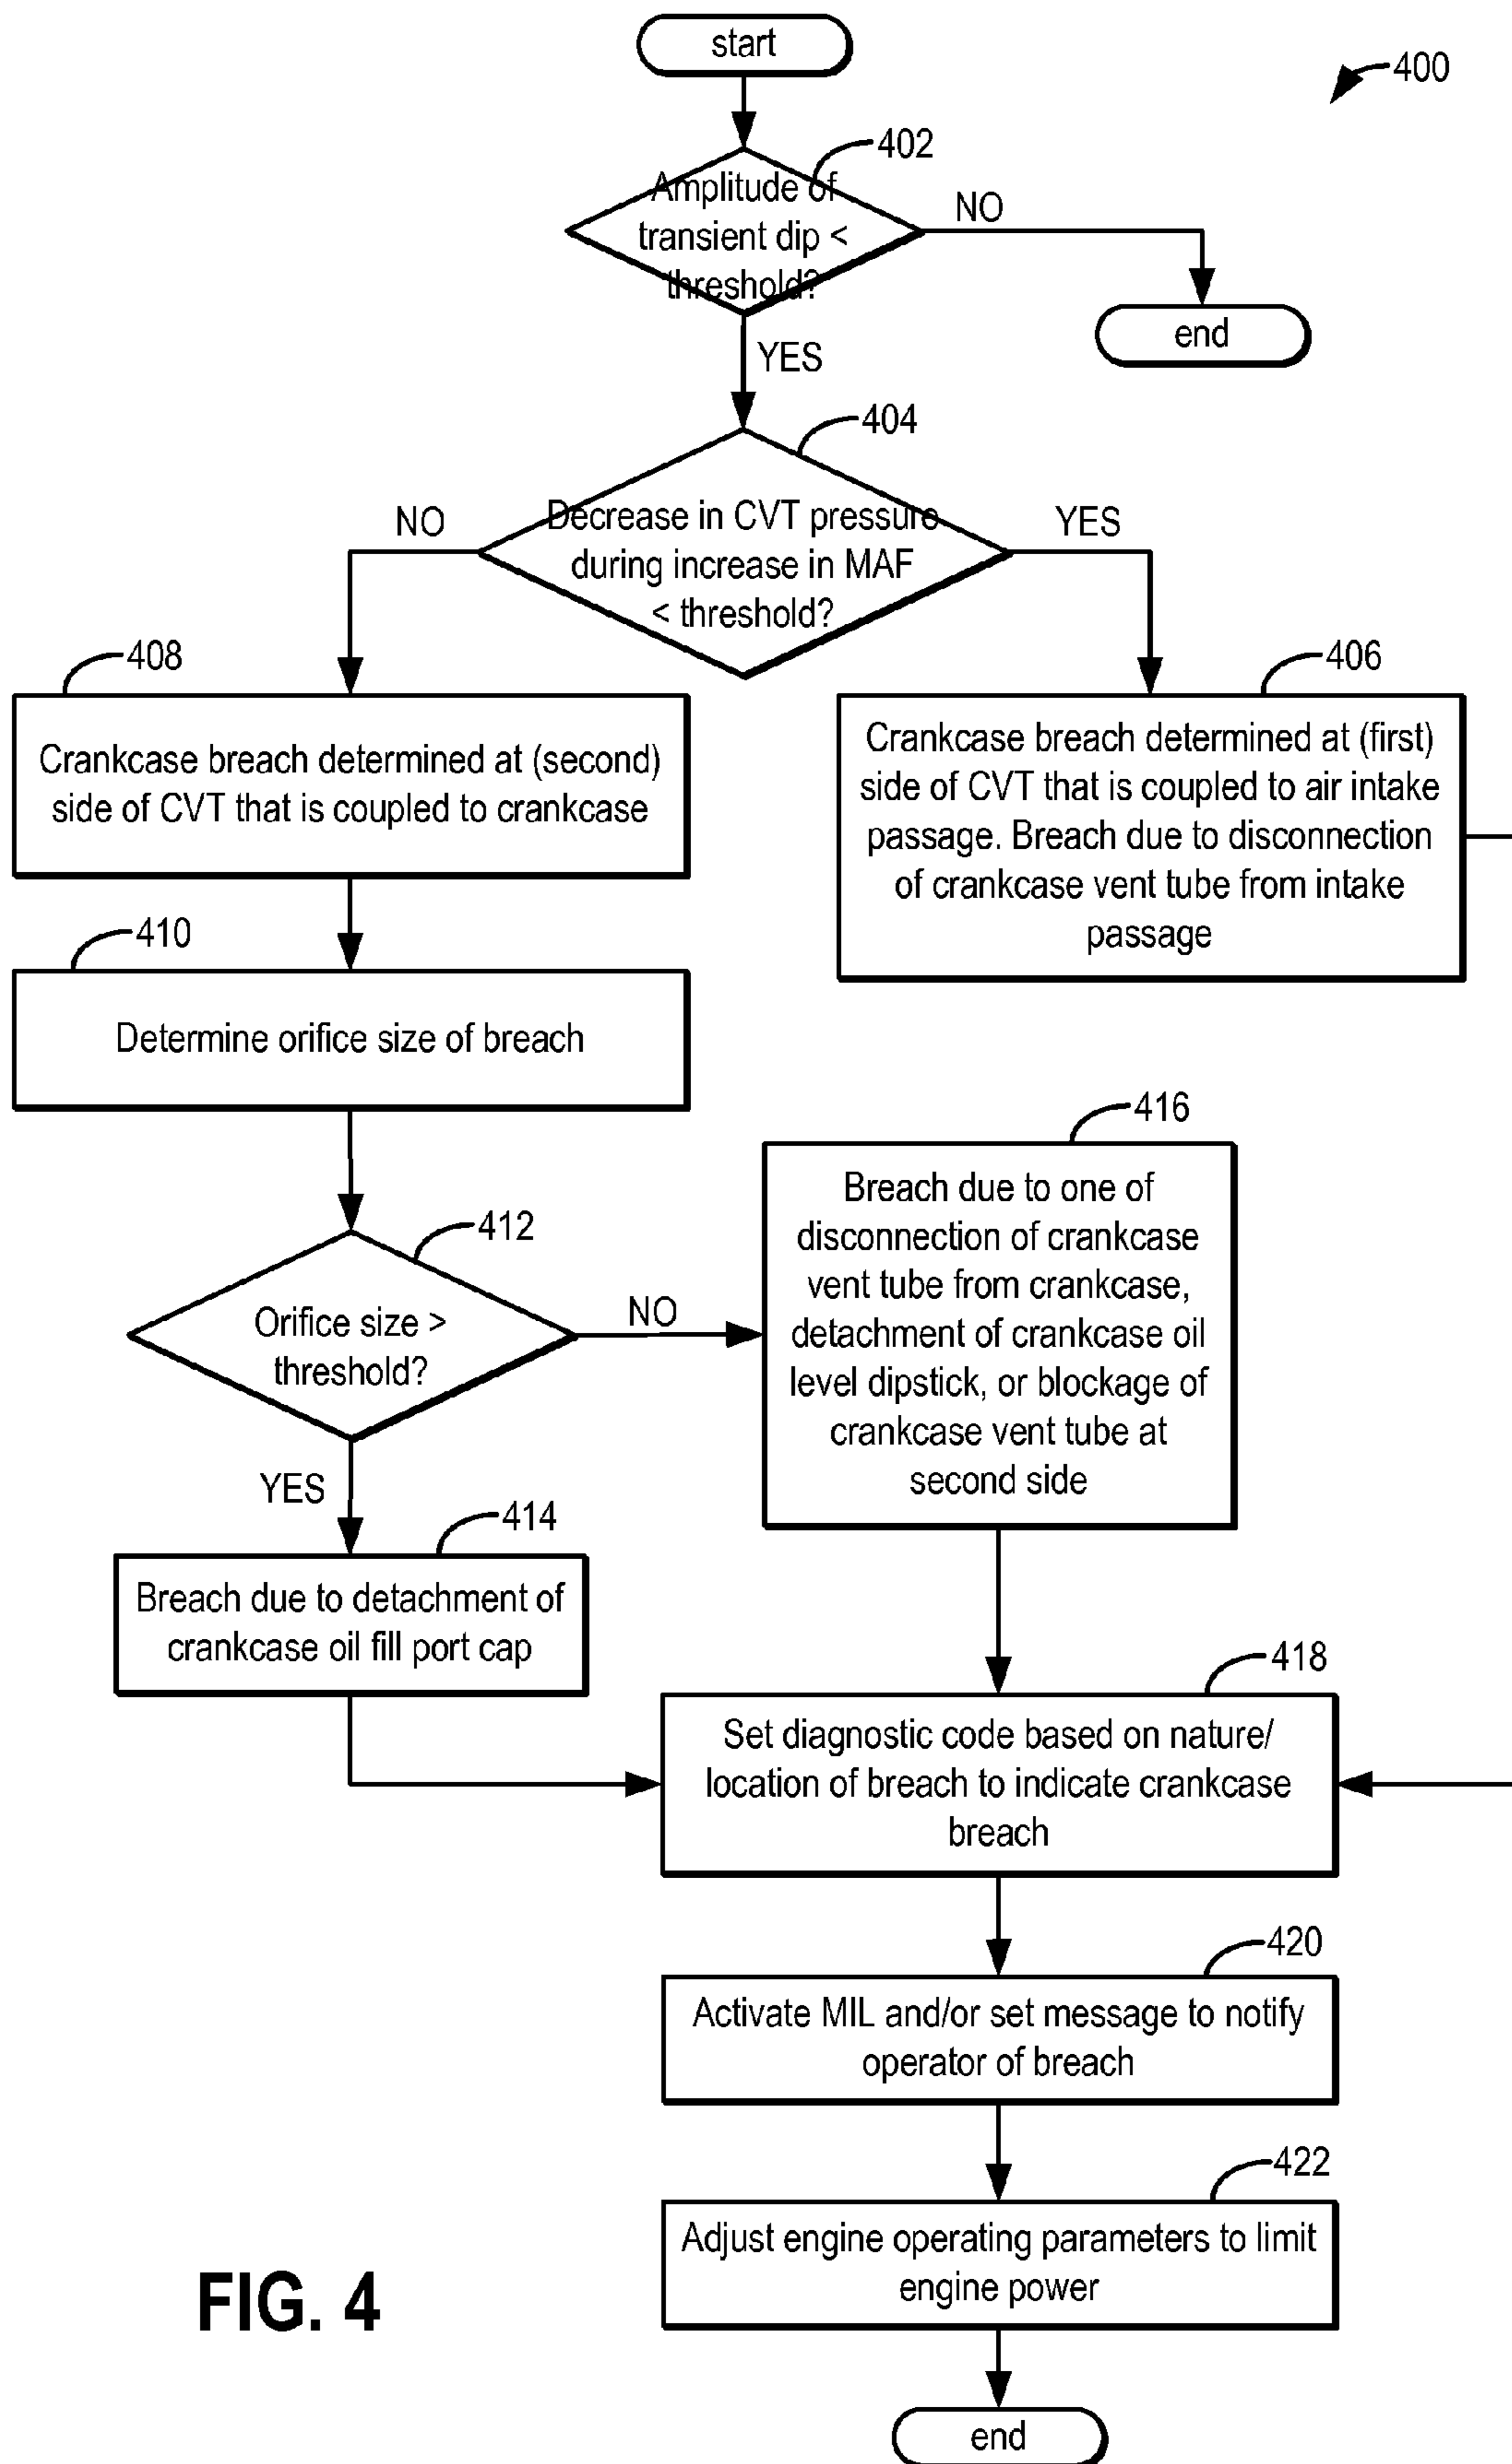 start
400
402
Amplitude of
transient dip <
threshold?
NO
end
YES
404
Decrease in CVT pressure
during increase in MAF
< threshold?
NO
YES
408
Crankcase breach determined at (second)
side of CVT that is coupled to crankcase
406
Crankcase breach determined at (first)
side of CVT that is coupled to air intake
passage. Breach due to disconnection
of crankcase vent tube from intake
passage
410
Determine orifice size of breach
412
Orifice size >
threshold?
NO
YES
416
Breach due to one of
disconnection of crankcase
vent tube from crankcase,
detachment of crankcase oil
level dipstick, or blockage of
crankcase vent tube at
second side
414
Breach due to detachment of
crankcase oil fill port cap
418
Set diagnostic code based on nature/
location of breach to indicate crankcase
breach
420
Activate MIL and/or set message to notify
operator of breach
422
Adjust engine operating parameters to limit
engine power
end
FIG. 4